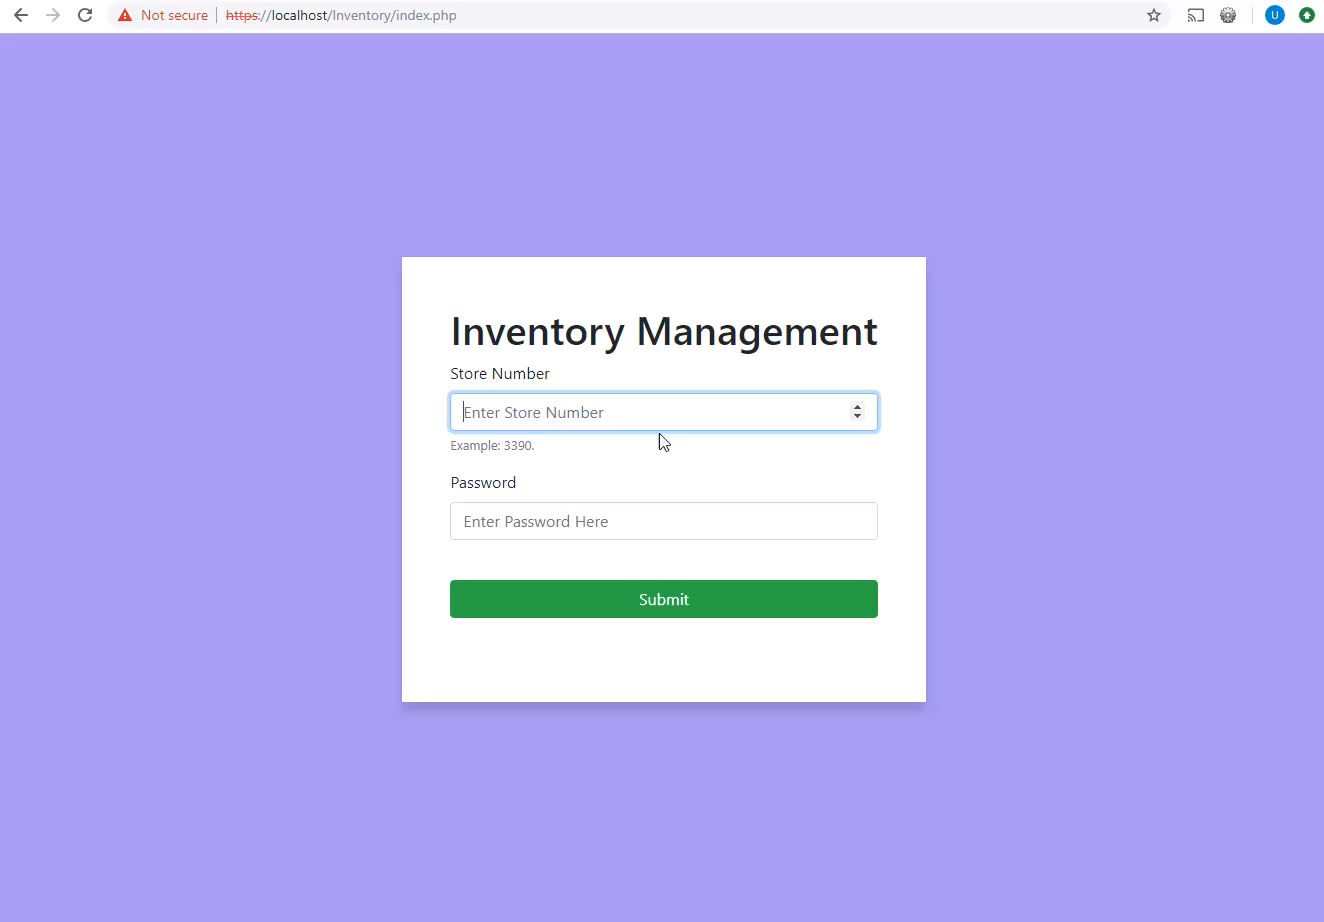 Not secure
https://localhost/Inventory/index.php
U
Inventory Management
Store Number
Enter Store Number
Example: 3390.
Password
Enter Password Here
Submit